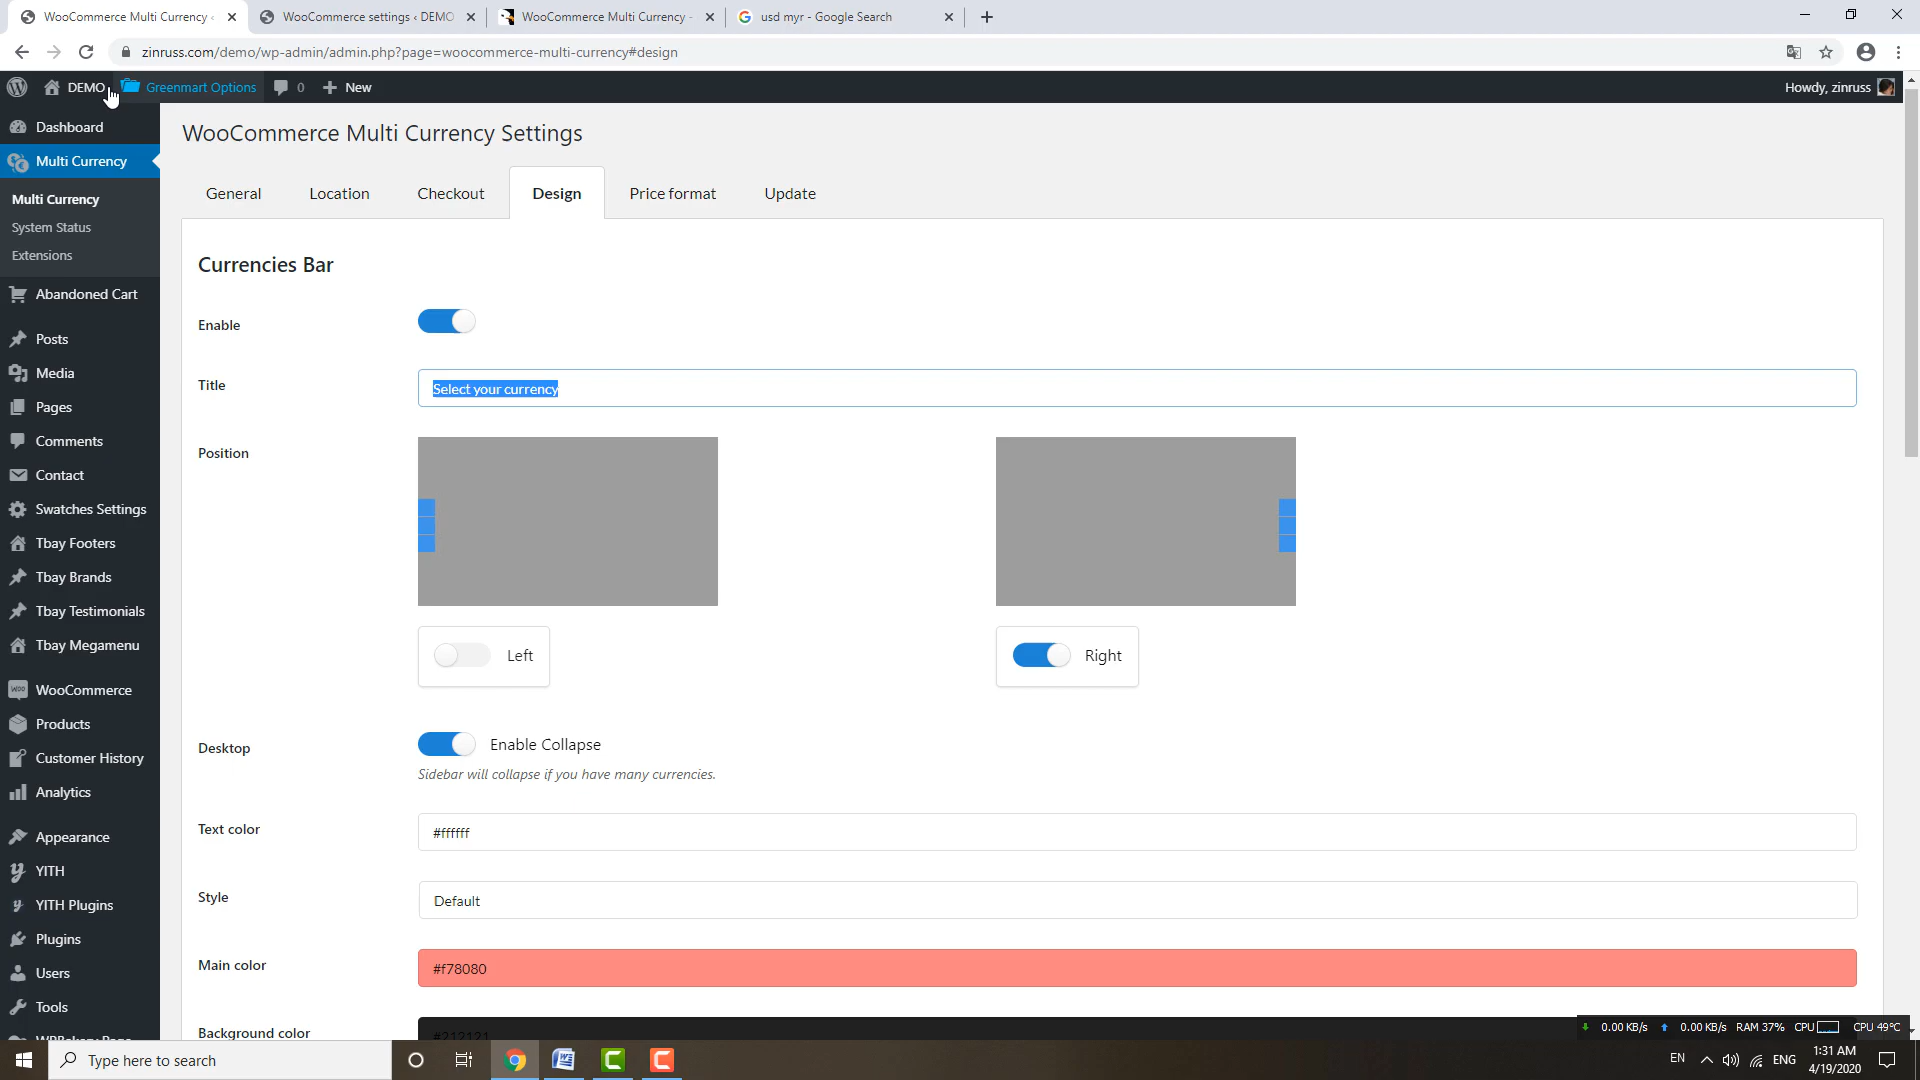 WooCommerce Multi Currency ‹
WooCommerce settings ‹ DEMO
WooCommerce Multi Currency -
usd myr - Google Search
zinruss.com/demo/wp-admin/admin.php?page=woocommerce-multi-currency#design
DEMO
Greenmart Options
0
New
Howdy, zinruss
Dashboard
Multi Currency
Multi Currency
System Status
Extensions
Abandoned Cart
Posts
Media
Pages
Comments
Contact
Swatches Settings
Tbay Footers
Tbay Brands
Tbay Testimonials
Tbay Megamenu
WooCommerce
Products
Customer History
Analytics
Appearance
YITH
YITH Plugins
Plugins
Users
Tools
WooCommerce Multi Currency Settings
General
Location
Checkout
Design
Price format
Update
Currencies Bar
Enable
Title
Select your currency
Position
Left
Right
Desktop
Enable Collapse
Sidebar will collapse if you have many currencies.
Text color
#ffffff
Style
Default
Main color
#f78080
Background color
#212121
0.00 KB/s
0.00 KB/s
RAM 37%
CPU
CPU 49°C
Type here to search
EN
ENG
1:31 AM
4/19/2020